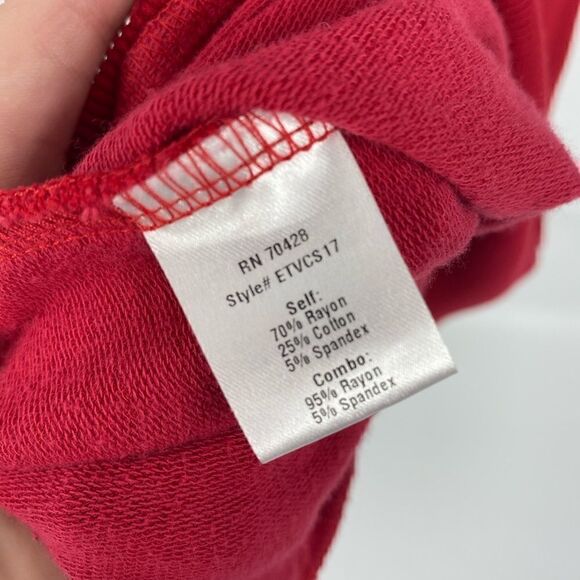 RN 70428
Style# ETVCS17
Self:
70% Rayon
25% Cotton
5% Spandex
Combo:
95% Rayon
5% Spandex